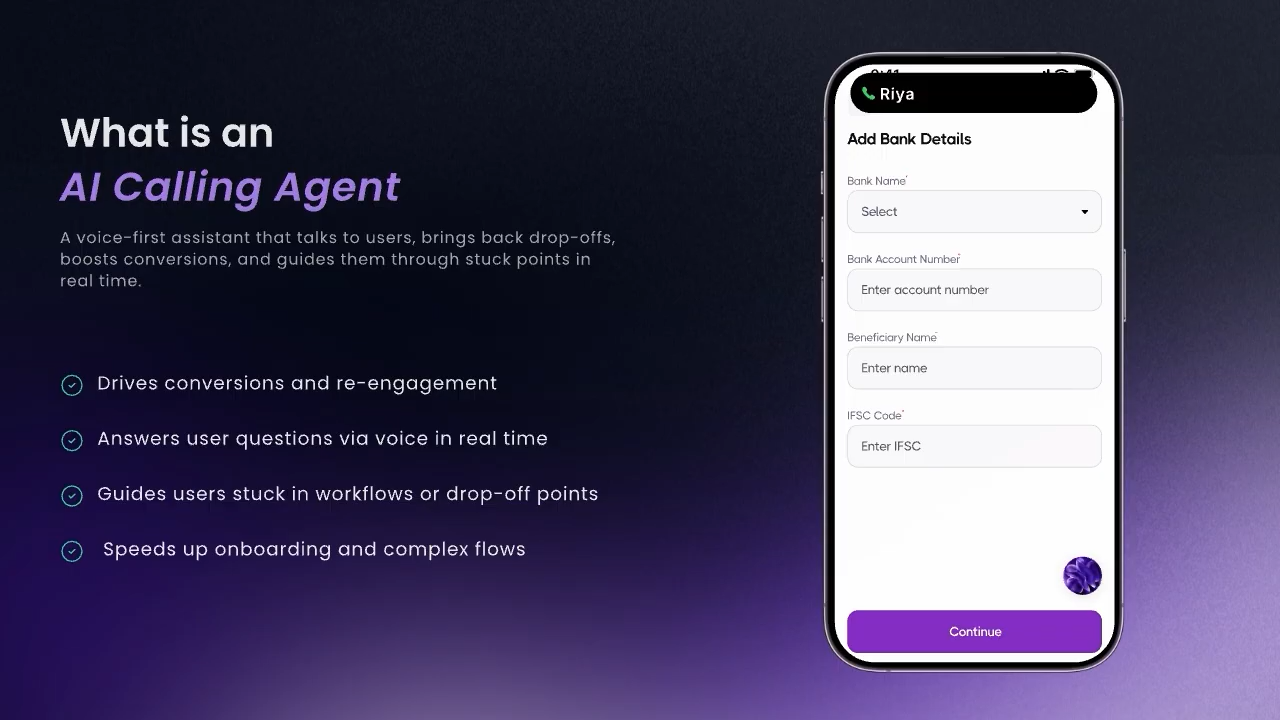 What is an
AI Calling Agent
A voice-first assistant that talks to users, brings back drop-offs,
boosts conversions, and guides them through stuck points in
real time.
Drives conversions and re-engagement
Answers user questions via voice in real time
Guides users stuck in workflows or drop-off points
Speeds up onboarding and complex flows
Riya
Add Bank Details
Bank Name*
Select
Bank Account Number*
Enter account number
Beneficiary Name*
Enter name
IFSC Code*
Enter IFSC
Continue